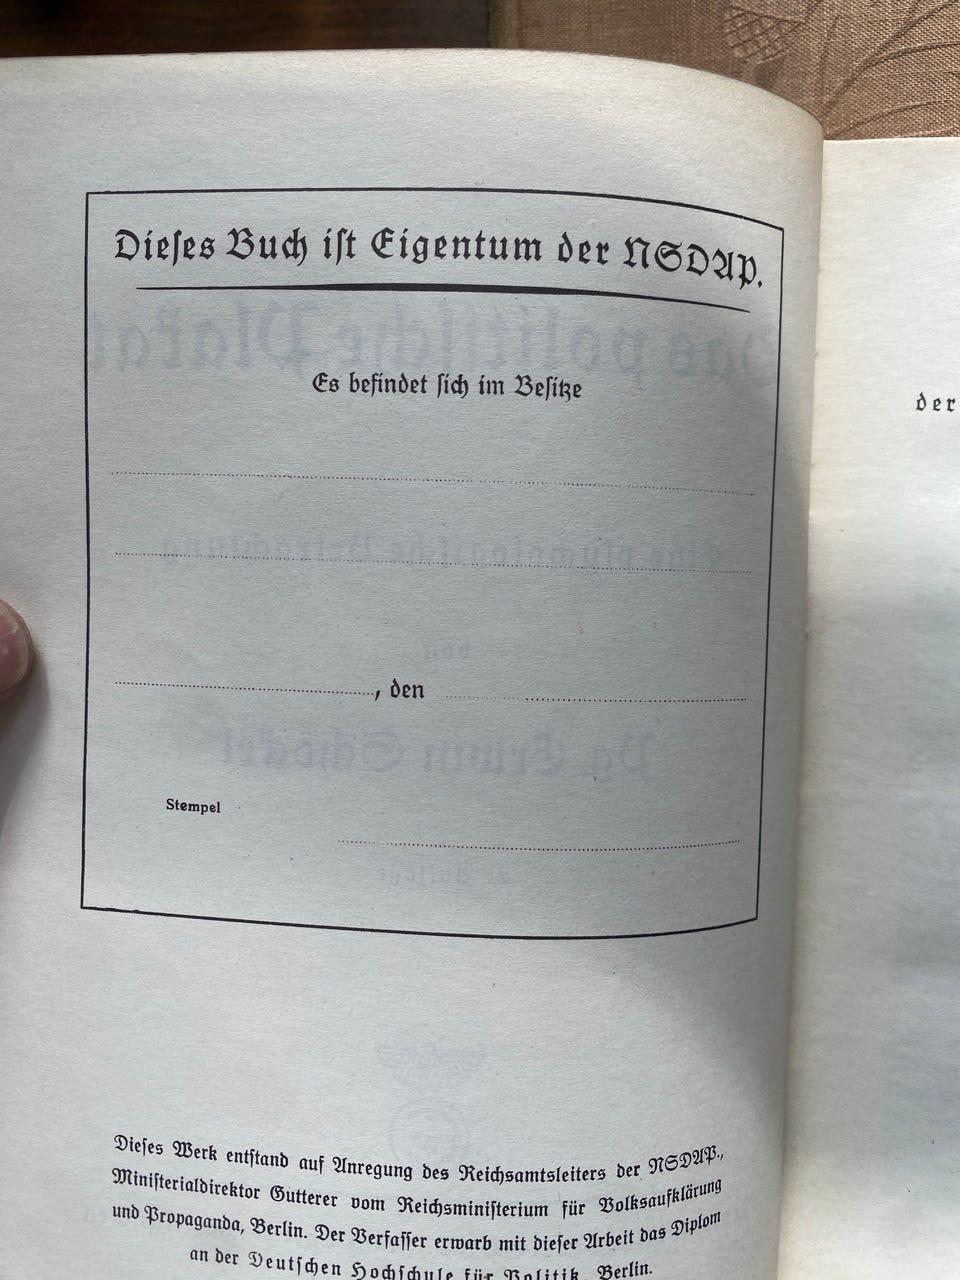 Dieses Buch ist Eigentum der NSDAP.
Es befindet sich im Besitze
, den
Stempel
Dieses Werk entstand auf Anregung des Reichsamtsleiters der NSDAP.,
Ministerialdirektor Gutterer vom Reichsministerium für Volksaufklärung
und Propaganda, Berlin. Der Verfasser erwarb mit dieser Arbeit das Diplom
an der Deutschen Hochschule für Politik, Berlin.
der